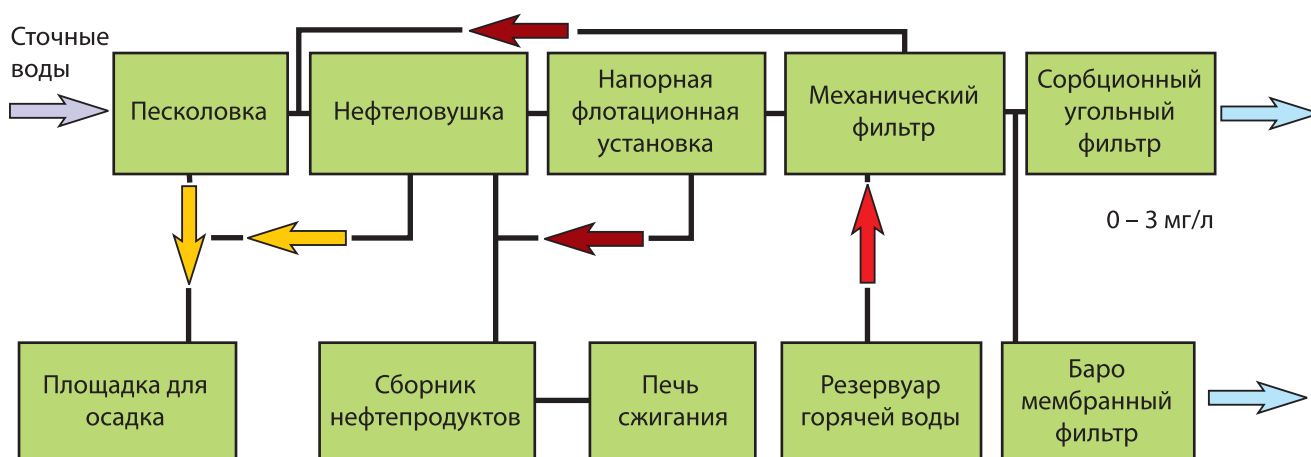 Сточные
воды
Песколовка
Нефтеловушка
Напорная
флотационная
установка
Механический
фильтр
Сорбционный
угольный
фильтр
0 – 3 мг/л
Площадка для
осадка
Сборник
нефтепродуктов
Печь
сжигания
Резервуар
горячей воды
Баро
мембранный
фильтр